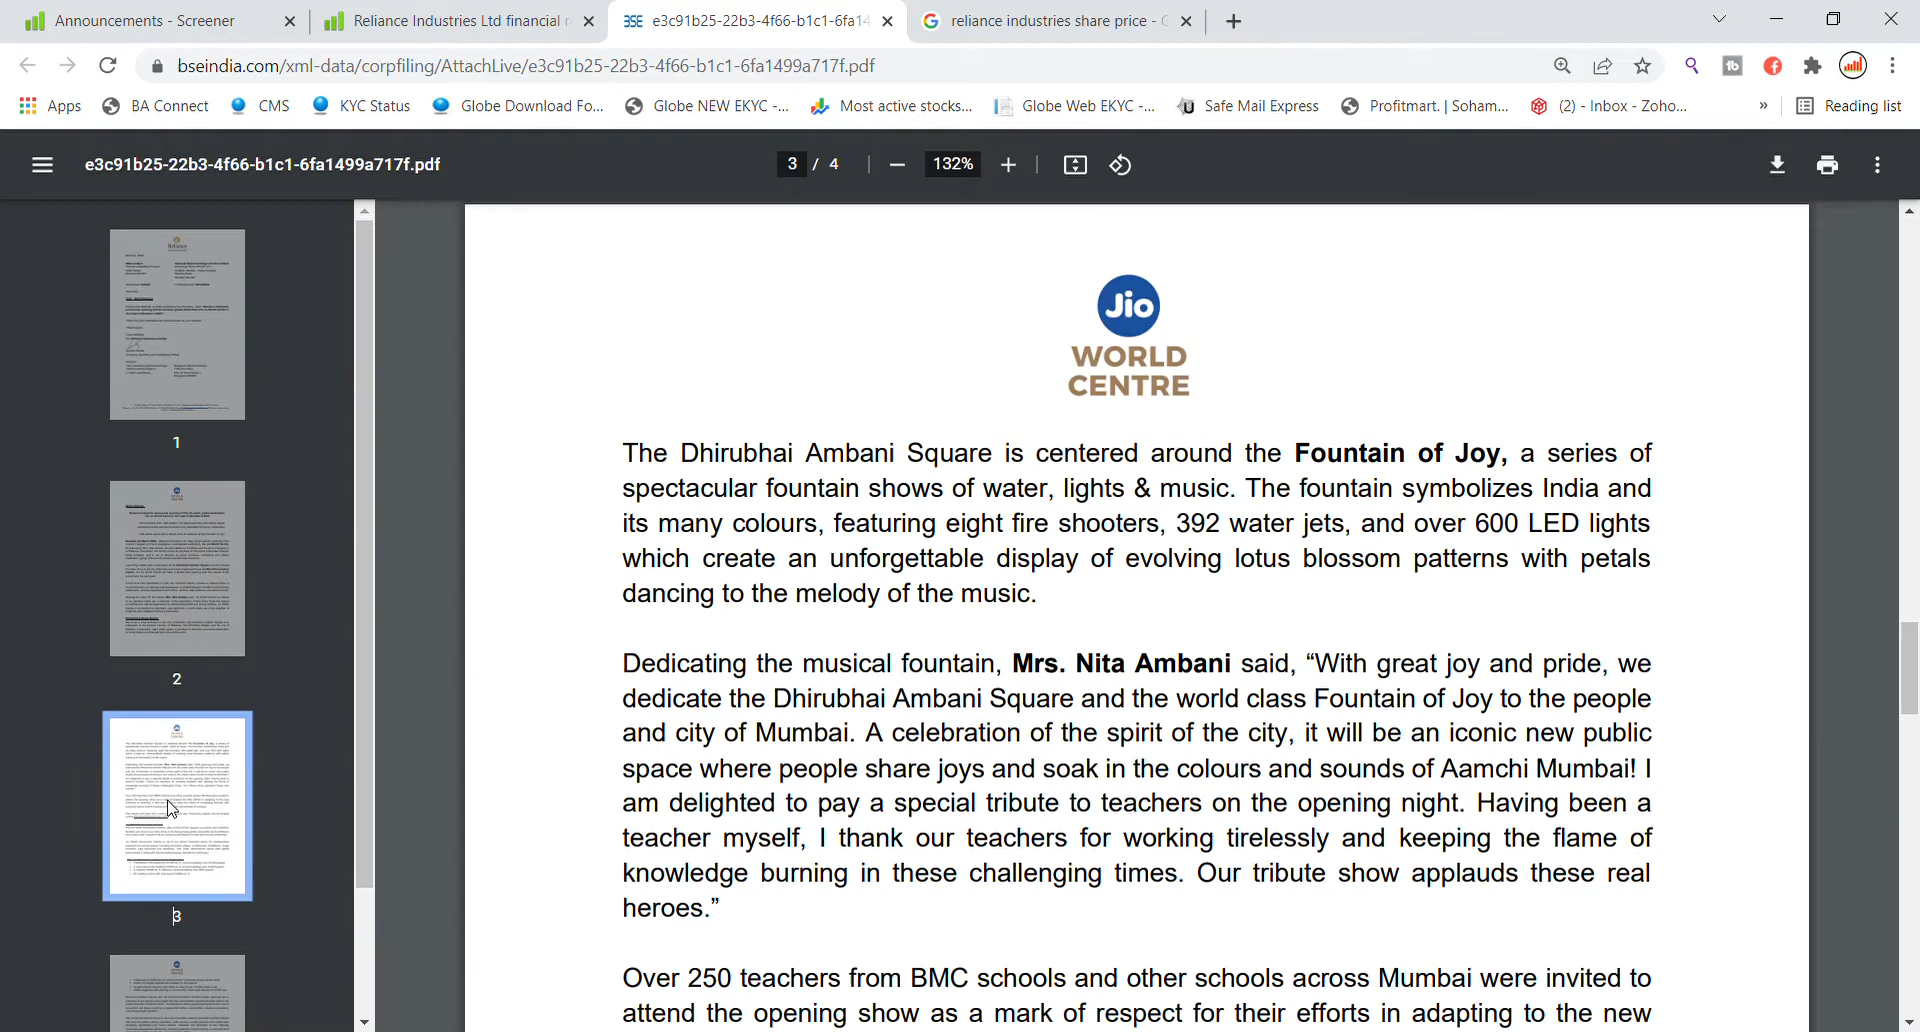 Announcements - Screener
Reliance Industries Ltd financial r
BSE e3c91b25-22b3-4f66-b1c1-6fa14
reliance industries share price - G
bseindia.com/xml-data/corpfiling/AttachLive/e3c91b25-22b3-4f66-b1c1-6fa1499a717f.pdf
Apps
BA Connect
CMS
KYC Status
Globe Download Fo...
Globe NEW EKYC -...
Most active stocks...
Globe Web EKYC -...
Safe Mail Express
Profitmart. | Soham...
(2) - Inbox - Zoho...
»
Reading list
e3c91b25-22b3-4f66-b1c1-6fa1499a717f.pdf
3 / 4
132%
1
2
3
Jio
WORLD
CENTRE
The Dhirubhai Ambani Square is centered around the Fountain of Joy, a series of
spectacular fountain shows of water, lights & music. The fountain symbolizes India and
its many colours, featuring eight fire shooters, 392 water jets, and over 600 LED lights
which create an unforgettable display of evolving lotus blossom patterns with petals
dancing to the melody of the music.
Dedicating the musical fountain, Mrs. Nita Ambani said, “With great joy and pride, we
dedicate the Dhirubhai Ambani Square and the world class Fountain of Joy to the people
and city of Mumbai. A celebration of the spirit of the city, it will be an iconic new public
space where people share joys and soak in the colours and sounds of Aamchi Mumbai! I
am delighted to pay a special tribute to teachers on the opening night. Having been a
teacher myself, I thank our teachers for working tirelessly and keeping the flame of
knowledge burning in these challenging times. Our tribute show applauds these real
heroes.”
Over 250 teachers from BMC schools and other schools across Mumbai were invited to
attend the opening show as a mark of respect for their efforts in adapting to the new